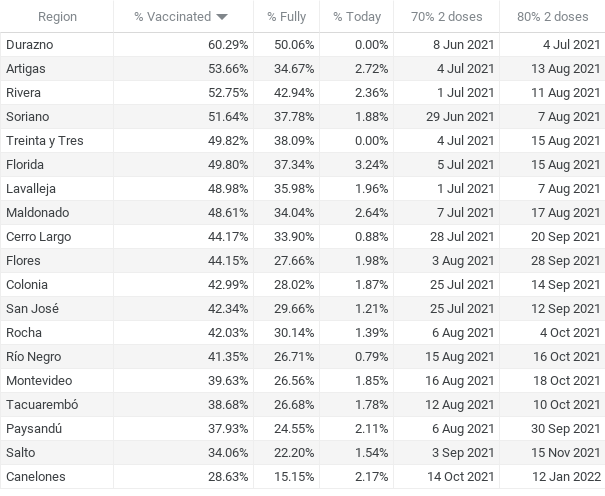 Region % Vaccinated % Fully % Today 70% 2 doses 80% 2 doses
Durazno 60.29% 50.06% 0.00% 8 Jun 2021 4 Jul 2021
Artigas 53.66% 34.67% 2.72% 4 Jul 2021 13 Aug 2021
Rivera 52.75% 42.94% 2.36% 1 Jul 2021 11 Aug 2021
Soriano 51.64% 37.78% 1.88% 29 Jun 2021 7 Aug 2021
Treinta y Tres 49.82% 38.09% 0.00% 4 Jul 2021 15 Aug 2021
Florida 49.80% 37.34% 3.24% 5 Jul 2021 15 Aug 2021
Lavalleja 48.98% 35.98% 1.96% 1 Jul 2021 7 Aug 2021
Maldonado 48.61% 34.04% 2.64% 7 Jul 2021 17 Aug 2021
Cerro Largo 44.17% 33.90% 0.88% 28 Jul 2021 20 Sep 2021
Flores 44.15% 27.66% 1.98% 3 Aug 2021 28 Sep 2021
Colonia 42.99% 28.02% 1.87% 25 Jul 2021 14 Sep 2021
San José 42.34% 29.66% 1.21% 25 Jul 2021 12 Sep 2021
Rocha 42.03% 30.14% 1.39% 6 Aug 2021 4 Oct 2021
Río Negro 41.35% 26.71% 0.79% 15 Aug 2021 16 Oct 2021
Montevideo 39.63% 26.56% 1.85% 16 Aug 2021 18 Oct 2021
Tacuarembó 38.68% 26.68% 1.78% 12 Aug 2021 10 Oct 2021
Paysandú 37.93% 24.55% 2.11% 6 Aug 2021 30 Sep 2021
Salto 34.06% 22.20% 1.54% 3 Sep 2021 15 Nov 2021
Canelones 28.63% 15.15% 2.17% 14 Oct 2021 12 Jan 2022